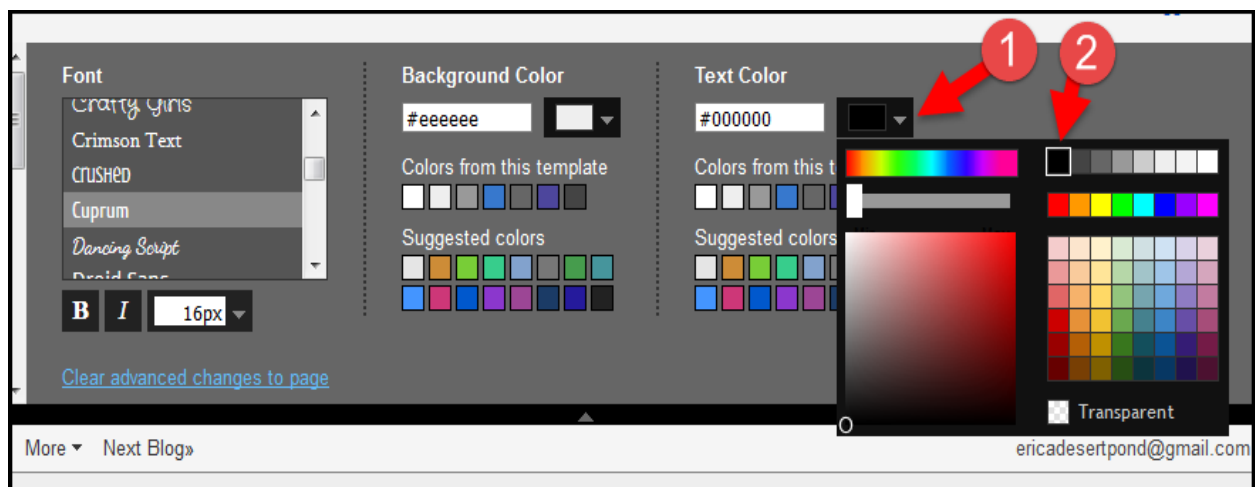 1
2
Font
Crafty Girls
Crimson Text
crushed
Cuprum
Dancing Script
Droid Sans
B I 16px
Clear advanced changes to page
Background Color
#eeeeee
Colors from this template
Suggested colors
Text Color
#000000
Colors from this t
Suggested colors
Transparent
More Next Blog»
ericadesertpond@gmail.com